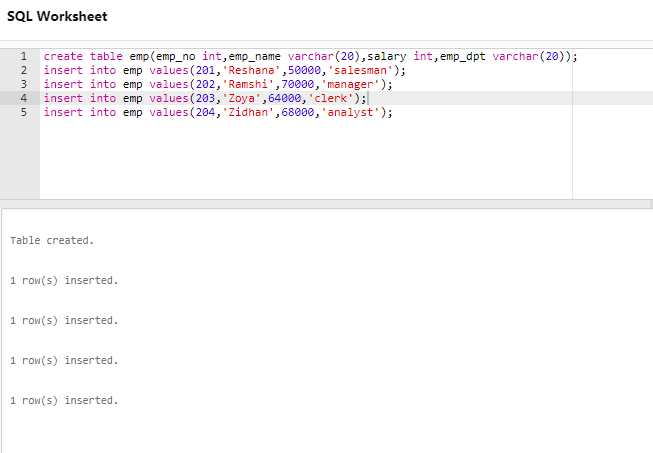 SQL Worksheet
1 create table emp(emp_no int,emp_name varchar(20),salary int,emp_dpt varchar(20));
2 insert into emp values(201,'Reshana',50000,'salesman');
3 insert into emp values(202,'Ramshi',70000,'manager');
4 insert into emp values(203,'Zoya',64000,'clerk');
5 insert into emp values(204,'Zidhan',68000,'analyst');
Table created.
1 row(s) inserted.
1 row(s) inserted.
1 row(s) inserted.
1 row(s) inserted.